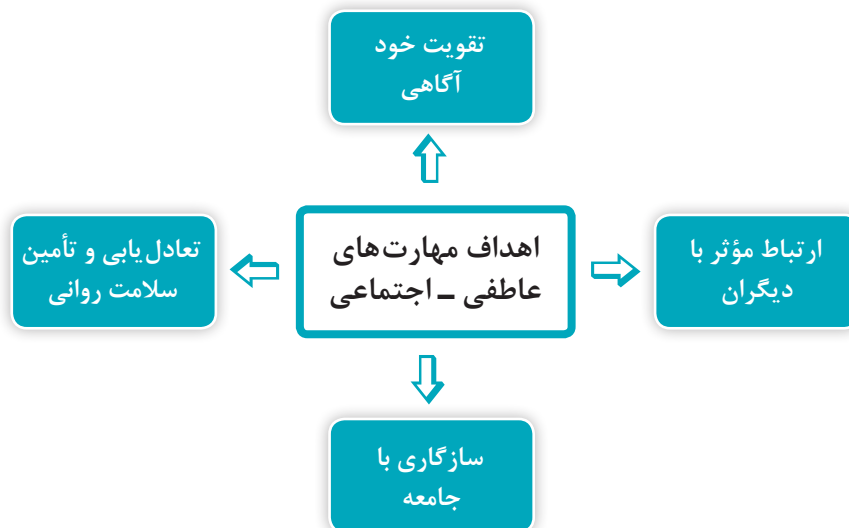 تقویت خود
آگاهی
اهداف مهارت‌های
عاطفی ـ اجتماعی
ارتباط مؤثر با
دیگران
تعادل‌یابی و تأمین
سلامت روانی
سازگاری با
جامعه